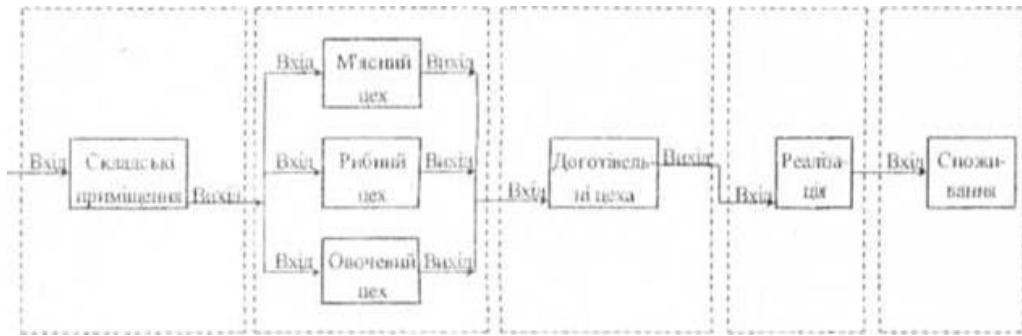 Вхід М'ясний Вихід
цех
Вхід Складські
приміщення Вихід
Вхід Рибний Вихід
цех
Вхід Овочевий Вихід
цех
Вхід Доготівель-
ні цеха Вихід
Вхід Реаліза-
ція
Вхід Спожи-
вання